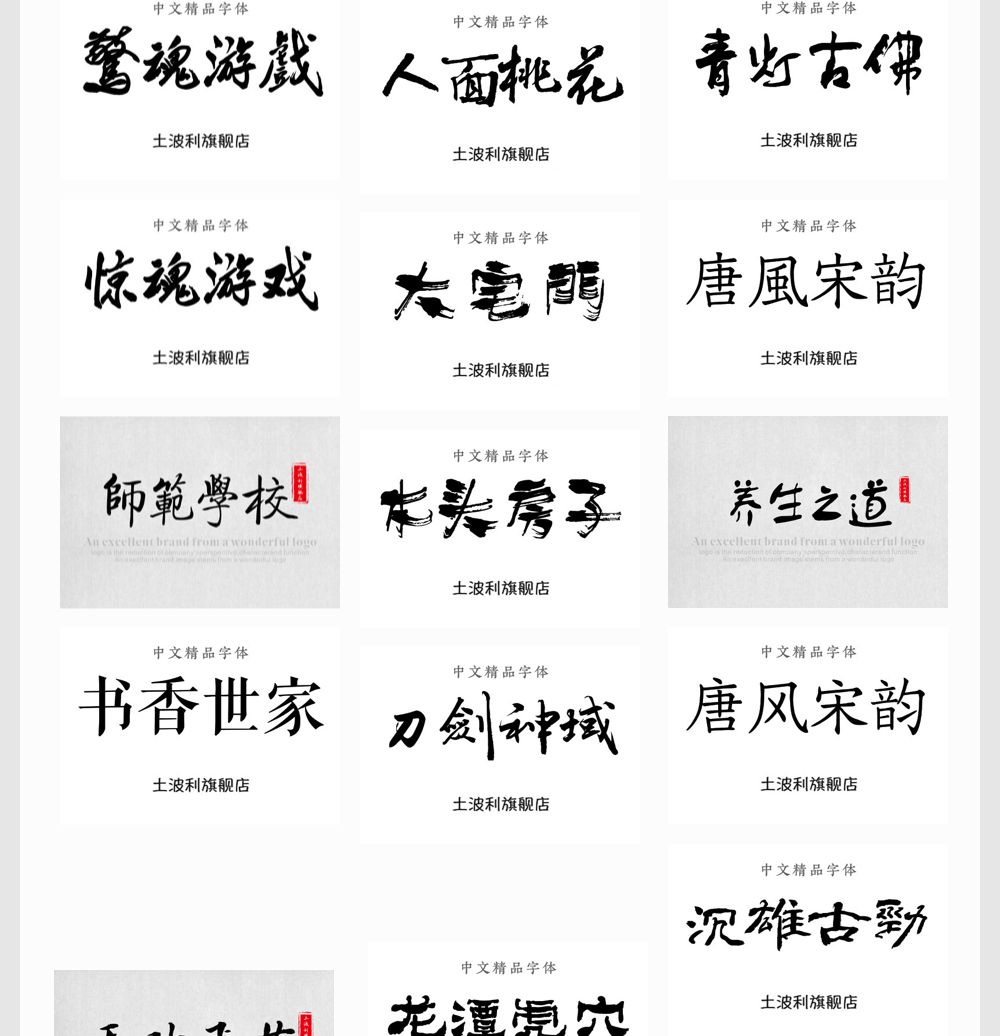 中文精品字体
驚魂游戲
土波利旗舰店
中文精品字体
人面桃花
土波利旗舰店
中文精品字体
青灯古佛
土波利旗舰店
中文精品字体
惊魂游戏
土波利旗舰店
中文精品字体
大宅門
土波利旗舰店
中文精品字体
唐風宋韵
土波利旗舰店
師範學校
An excellent brand from a wonderful logo
中文精品字体
木头房子
土波利旗舰店
养生之道
An excellent brand from a wonderful logo
中文精品字体
书香世家
土波利旗舰店
中文精品字体
刀劍神域
土波利旗舰店
中文精品字体
唐风宋韵
土波利旗舰店
中文精品字体
沉雄古勁
土波利旗舰店
中文精品字体
花潭虎穴